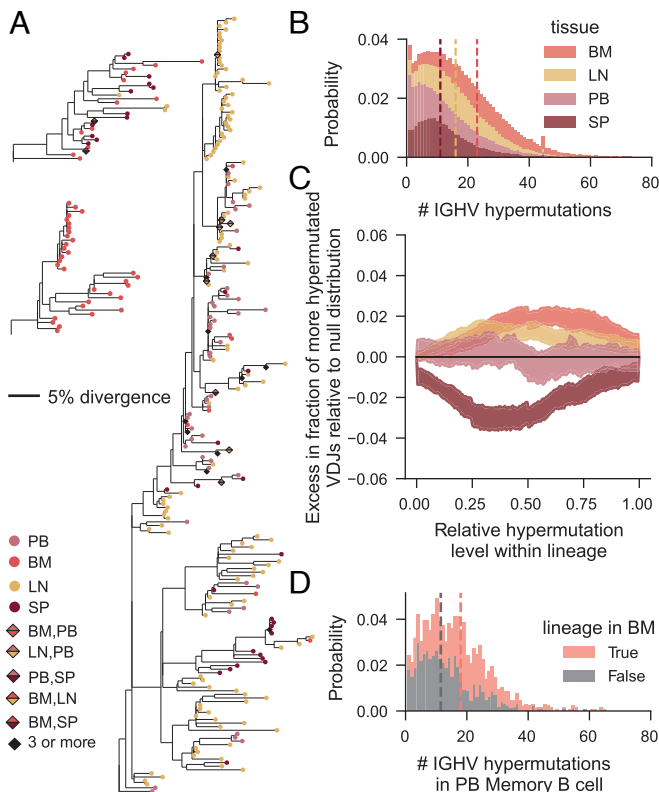 A
5% divergence
PB
BM
LN
SP
BM,PB
LN,PB
PB,SP
BM,LN
BM,SP
3 or more
B
tissue
BM
LN
PB
SP
Probability
0.04
0.02
0.00
0 20 40 60 80
# IGHV hypermutations
C
Excess in fraction of more hypermutated
VDJs relative to null distribution
0.06
0.04
0.02
0.00
−0.02
−0.04
−0.06
0.00 0.25 0.50 0.75 1.00
Relative hypermutation
level within lineage
D
lineage in BM
True
False
Probability
0.04
0.02
0.00
0 20 40 60 80
# IGHV hypermutations
in PB Memory B cell